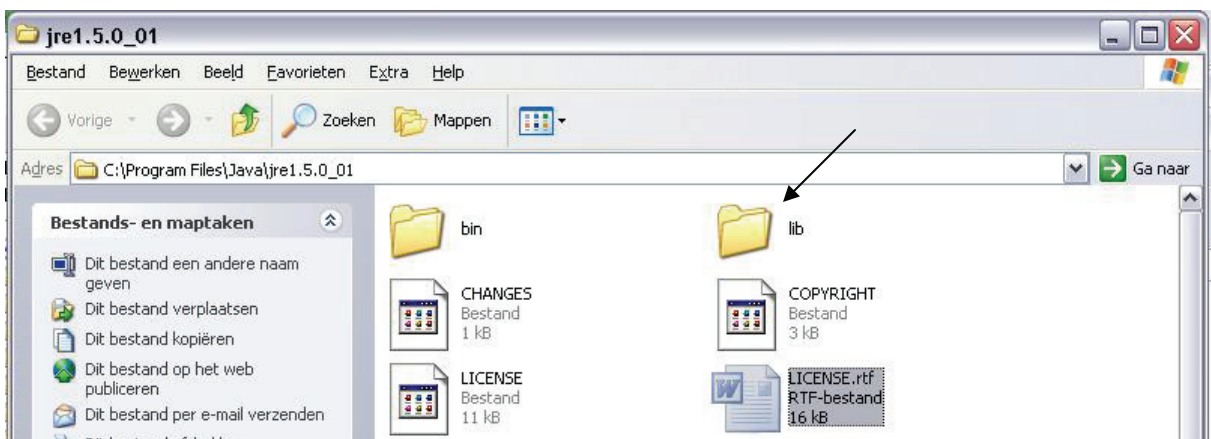 jre1.5.0_01
Bestand Bewerken Beeld Favorieten Extra Help
Vorige Zoeken Mappen
Adres C:\Program Files\Java\jre1.5.0_01 Ga naar
Bestands- en maptaken
Dit bestand een andere naam
geven
Dit bestand verplaatsen
Dit bestand kopiëren
Dit bestand op het web
publiceren
Dit bestand per e-mail verzenden
bin
lib
CHANGES
Bestand
1 kB
COPYRIGHT
Bestand
3 kB
LICENSE
Bestand
11 kB
LICENSE.rtf
RTF-bestand
16 kB